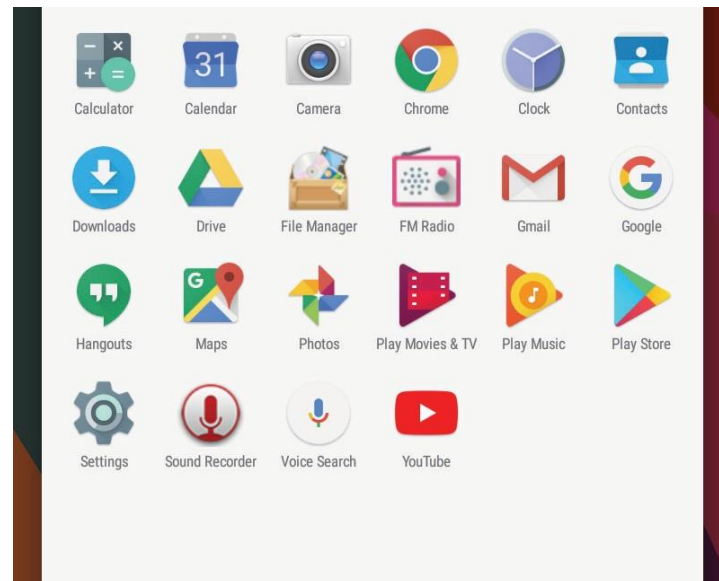 31
Calculator Calendar Camera Chrome Clock Contacts
G
Downloads Drive File Manager FM Radio Gmail Google
G
Hangouts Maps Photos Play Movies & TV Play Music Play Store
Settings Sound Recorder Voice Search YouTube